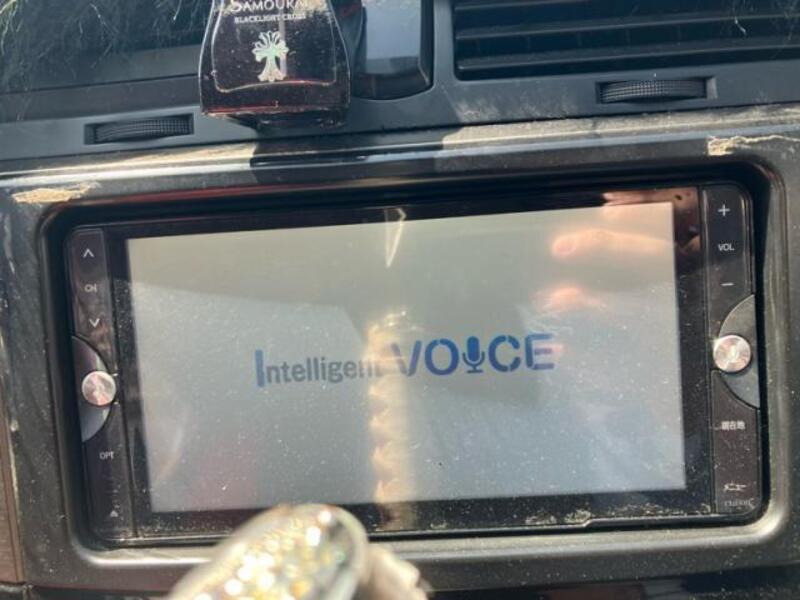 SAMOURAI
BLACKLIGHT CROSS
CH
OPT
Intelligent VOICE
+
VOL
−
現在地
メニュー